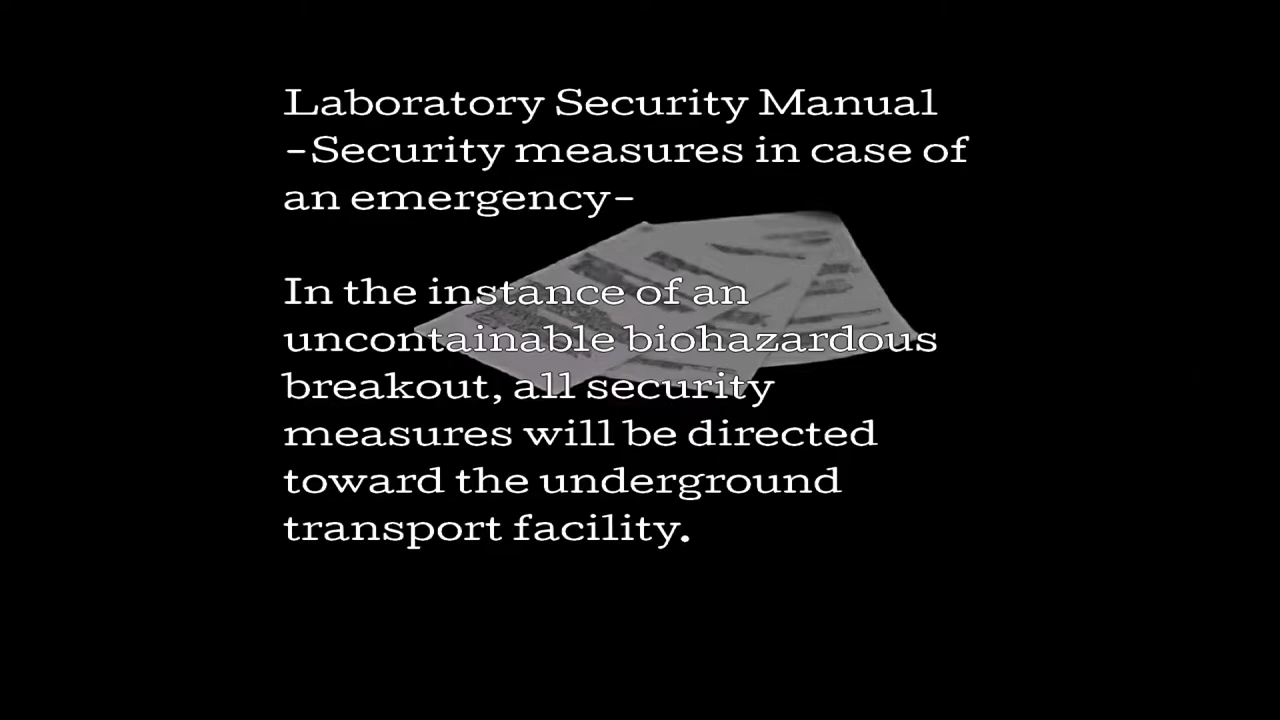 Laboratory Security Manual
-Security measures in case of
an emergency-
In the instance of an
uncontainable biohazardous
breakout, all security
measures will be directed
toward the underground
transport facility.